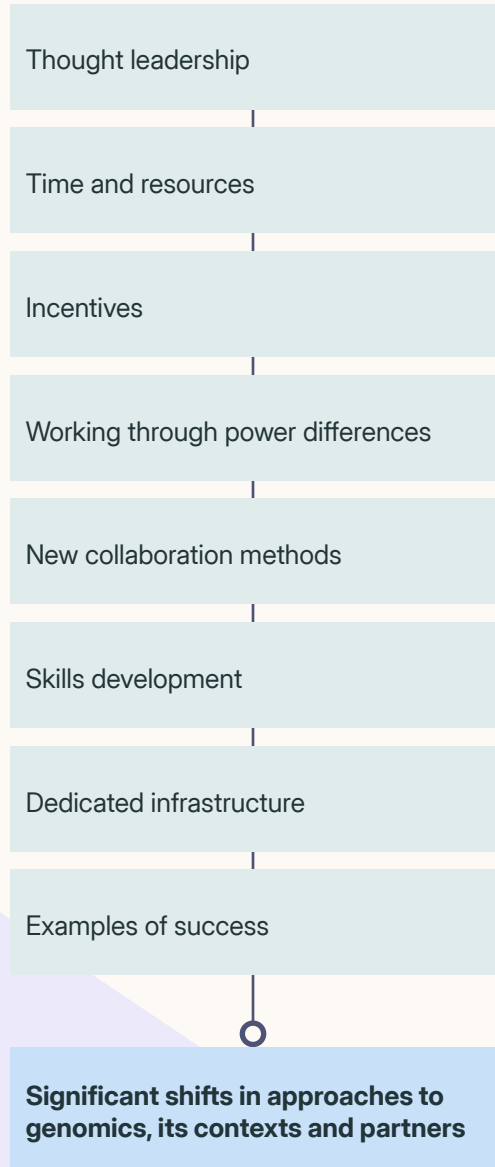 Thought leadership
Time and resources
Incentives
Working through power differences
New collaboration methods
Skills development
Dedicated infrastructure
Examples of success
Significant shifts in approaches to
genomics, its contexts and partners